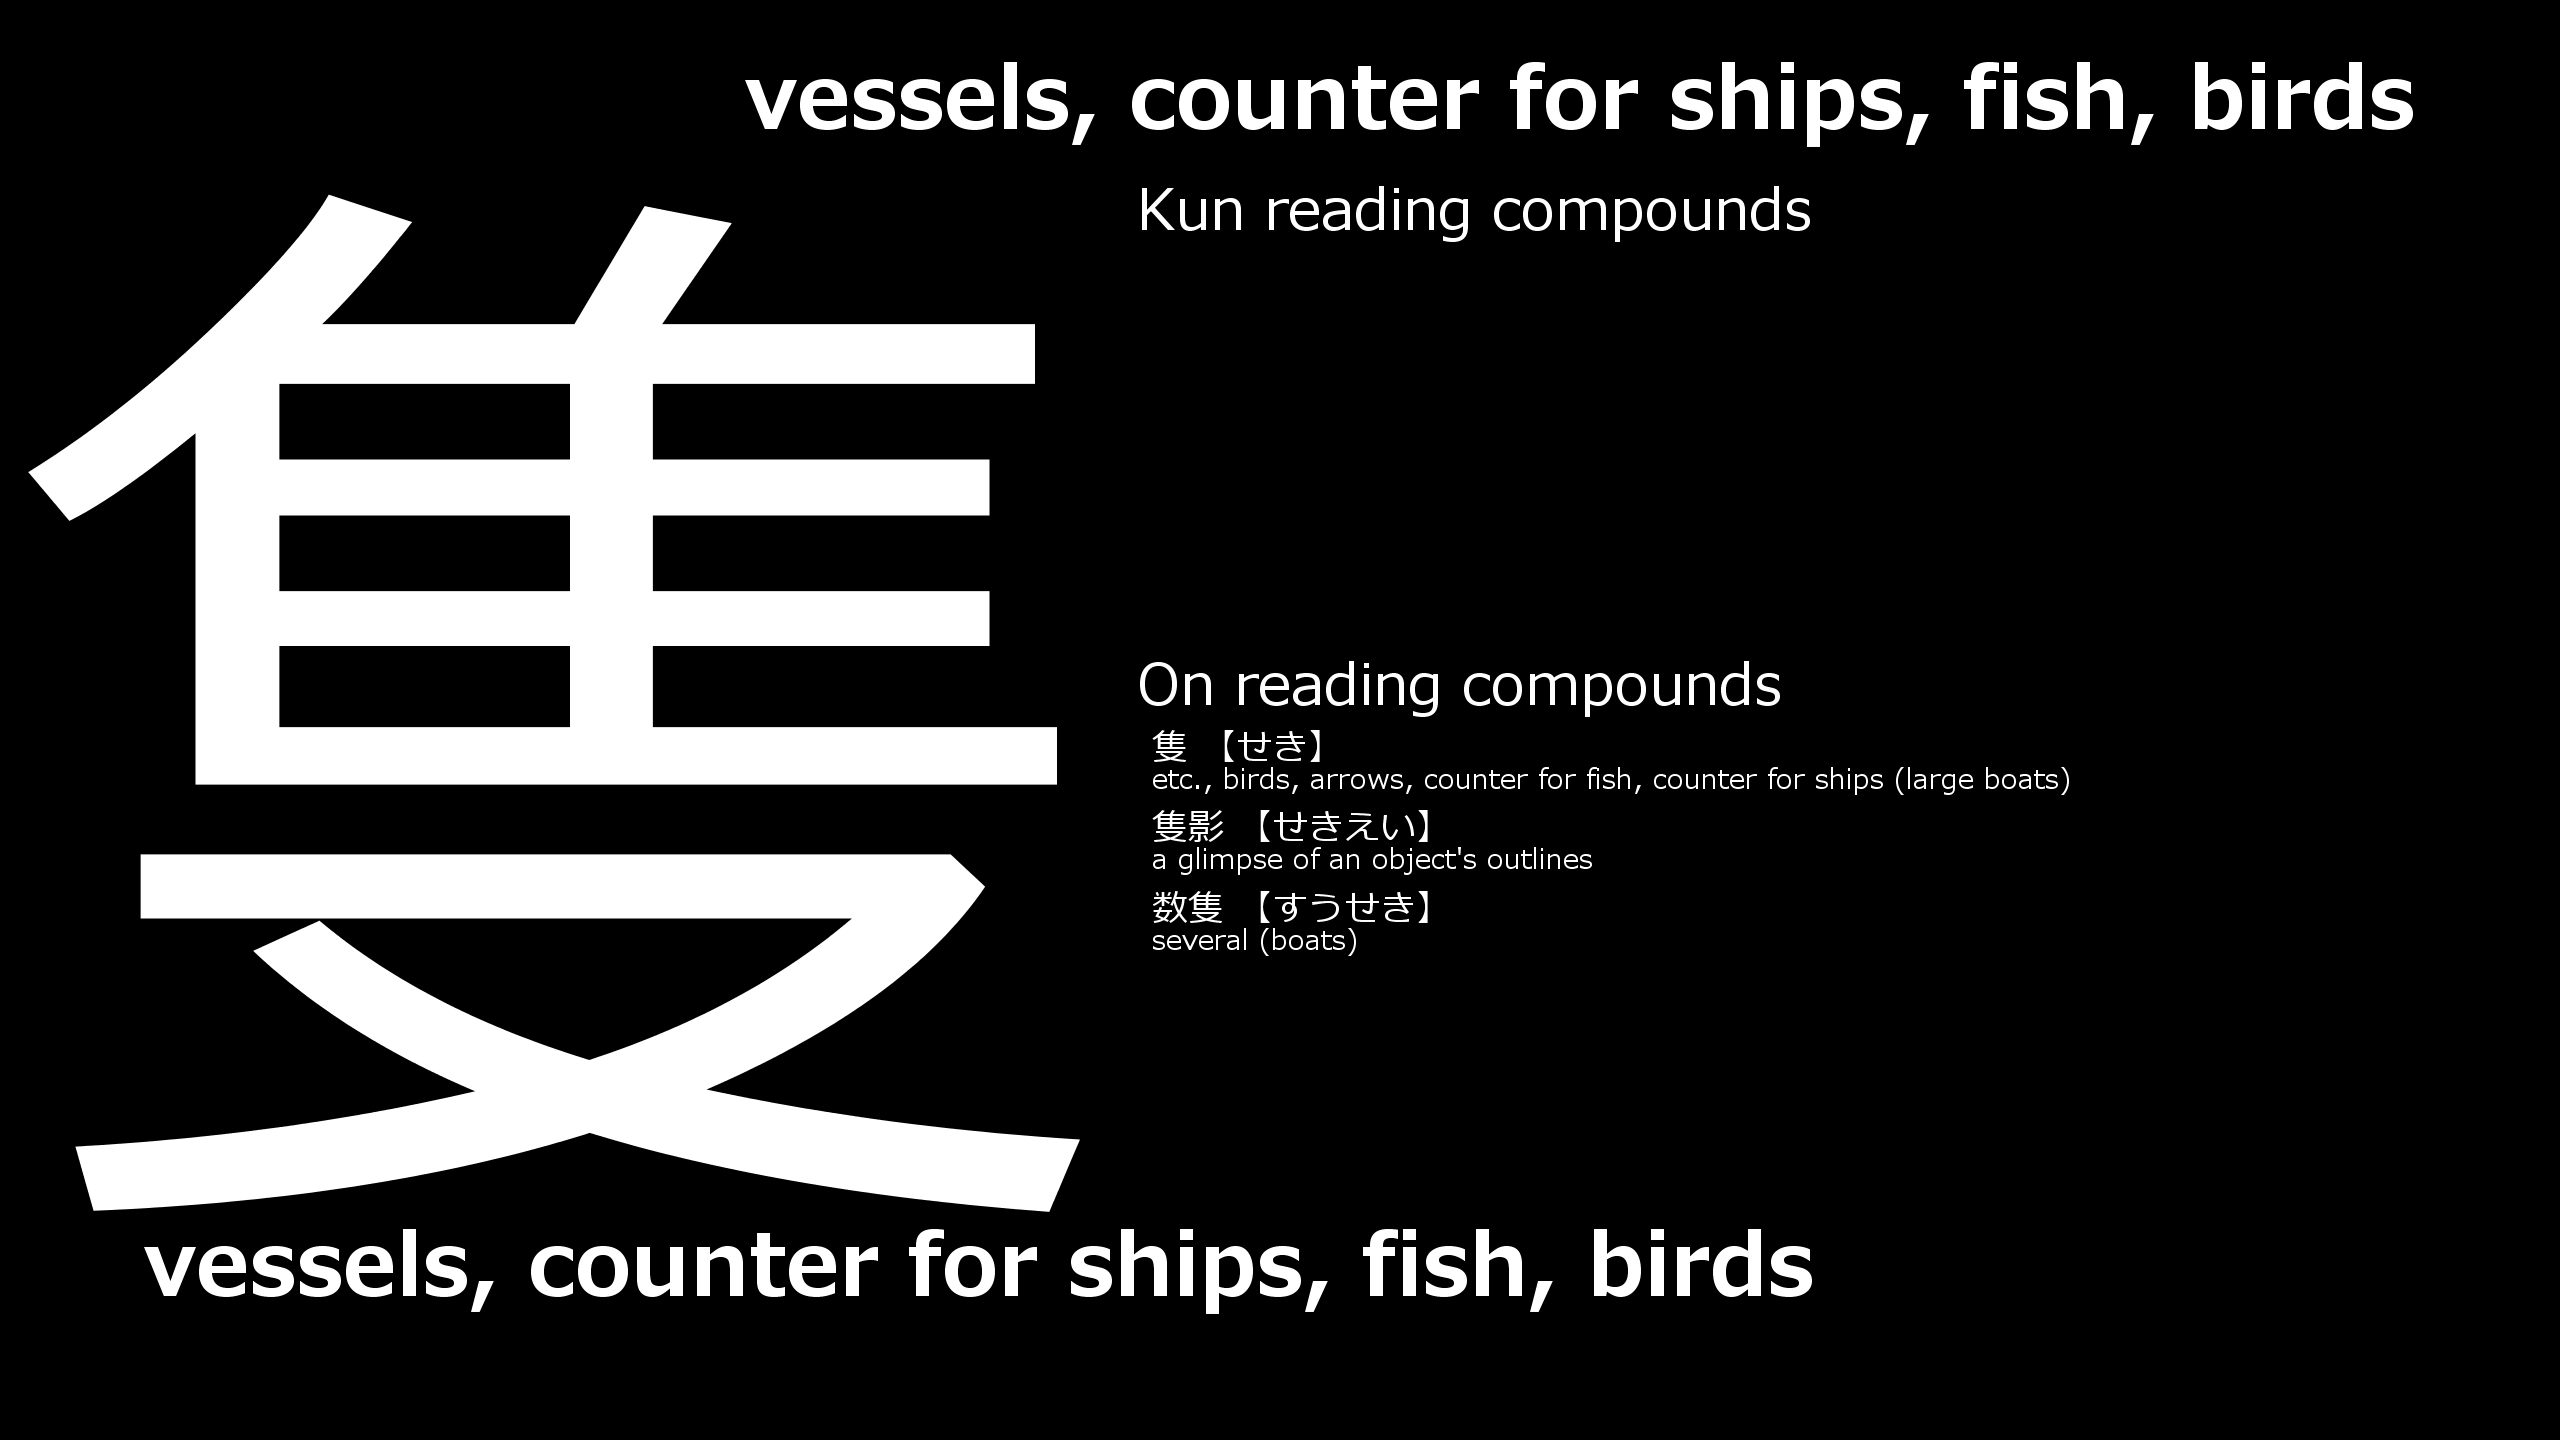 vessels, counter for ships, fish, birds
隻
Kun reading compounds
On reading compounds
隻 【せき】
etc., birds, arrows, counter for fish, counter for ships (large boats)
隻影 【せきえい】
a glimpse of an object's outlines
数隻 【すうせき】
several (boats)
vessels, counter for ships, fish, birds